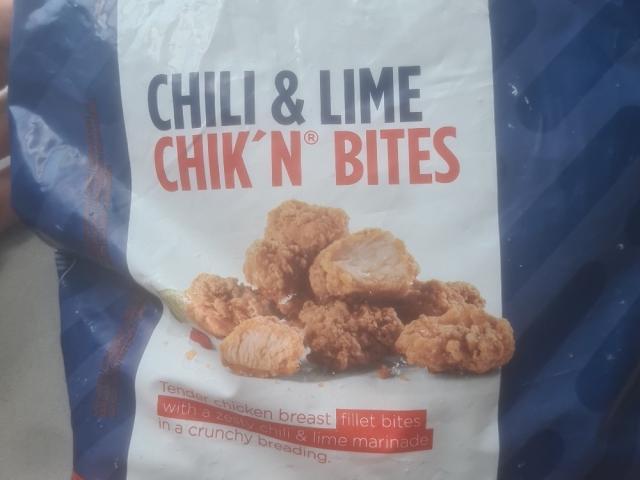 CHILI & LIME
CHIK´N® BITES
Tender chicken breast fillet bites
with a zesty chili & lime marinade
in a crunchy breading.